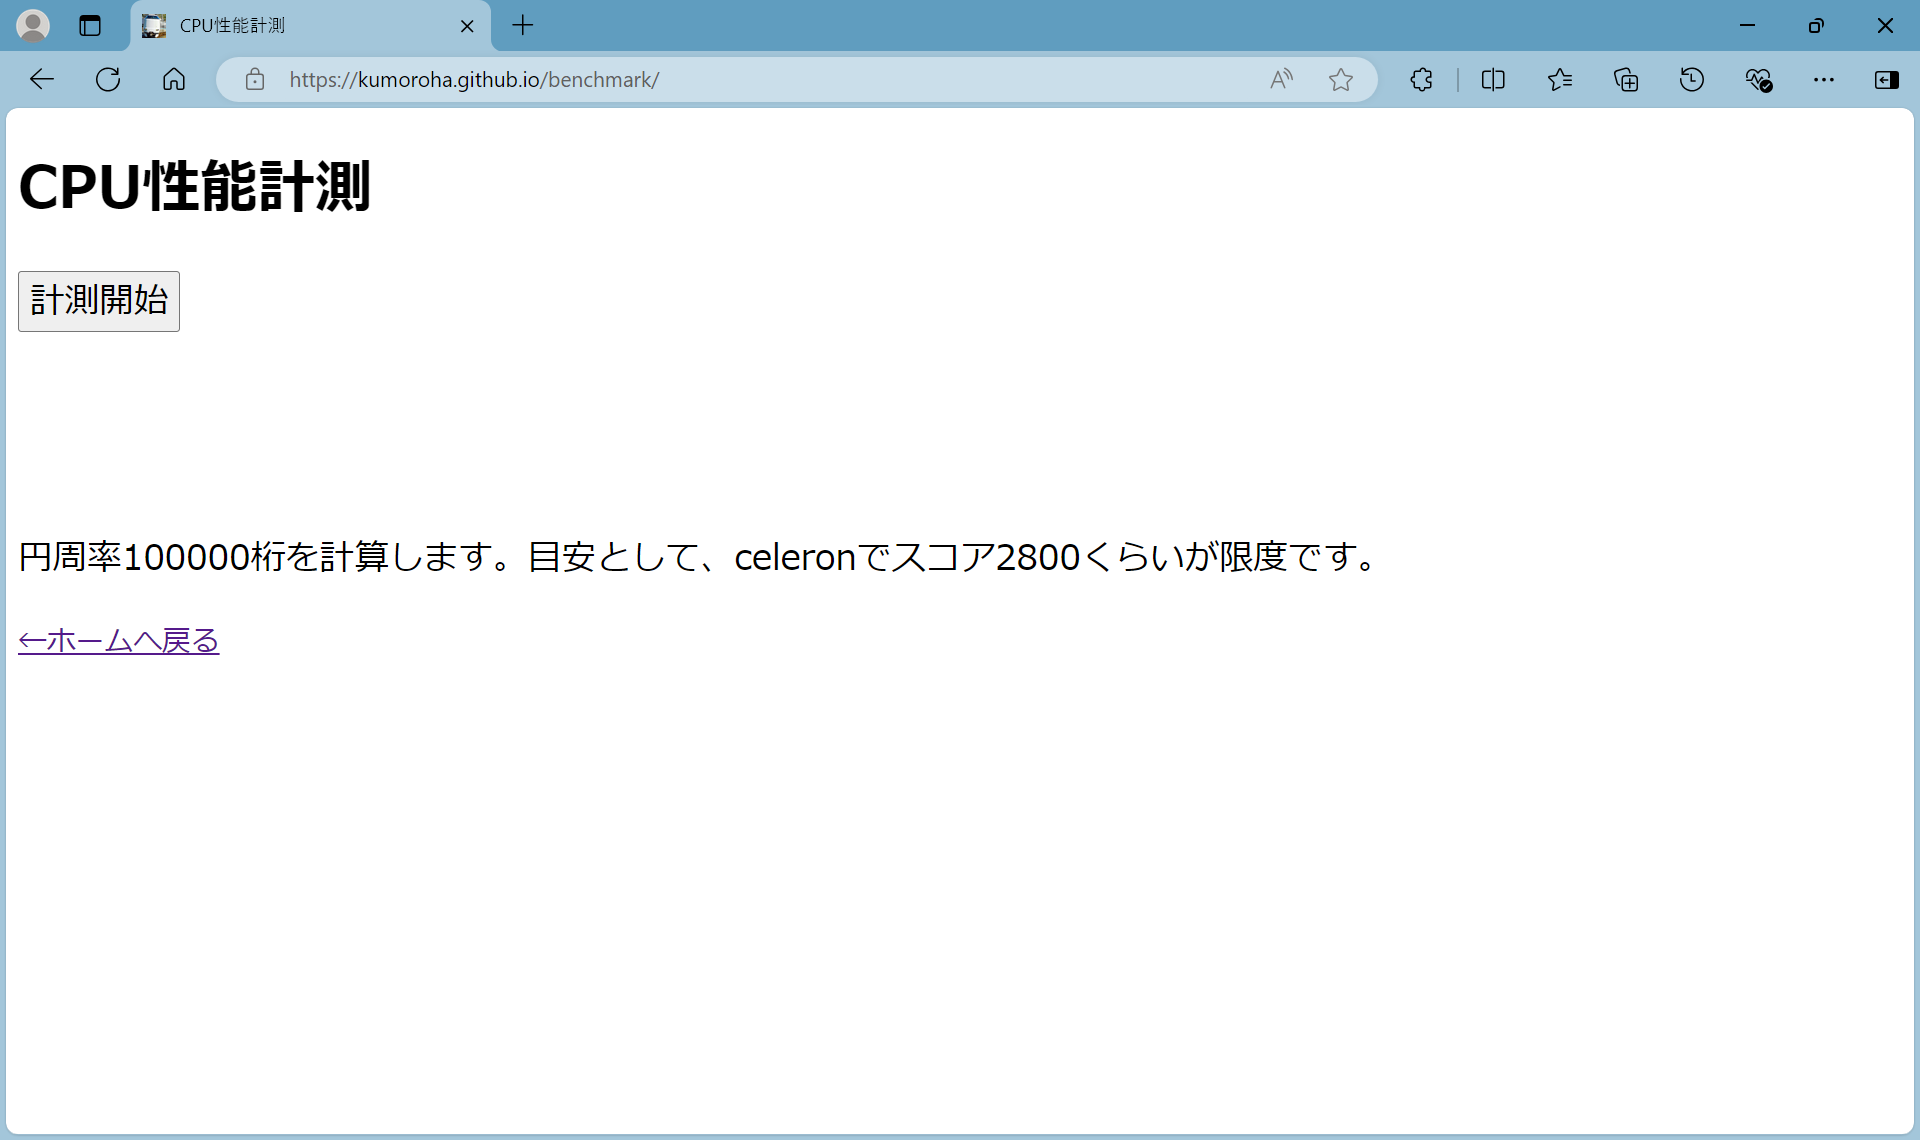 CPU性能計測
https://kumoroha.github.io/benchmark/
CPU性能計測
計測開始
円周率100000桁を計算します。目安として、celeronでスコア2800くらいが限度です。
←ホームへ戻る